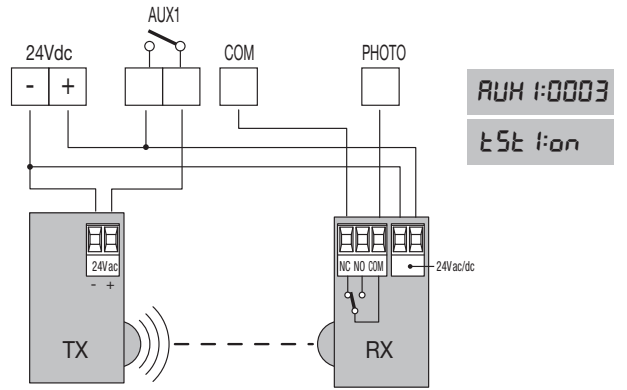 AUX1
24Vdc
COM
PHOTO
- +
AUX 1:0003
tSt 1:on
24Vac
- +
NC NO COM
24Vac/dc
TX
RX